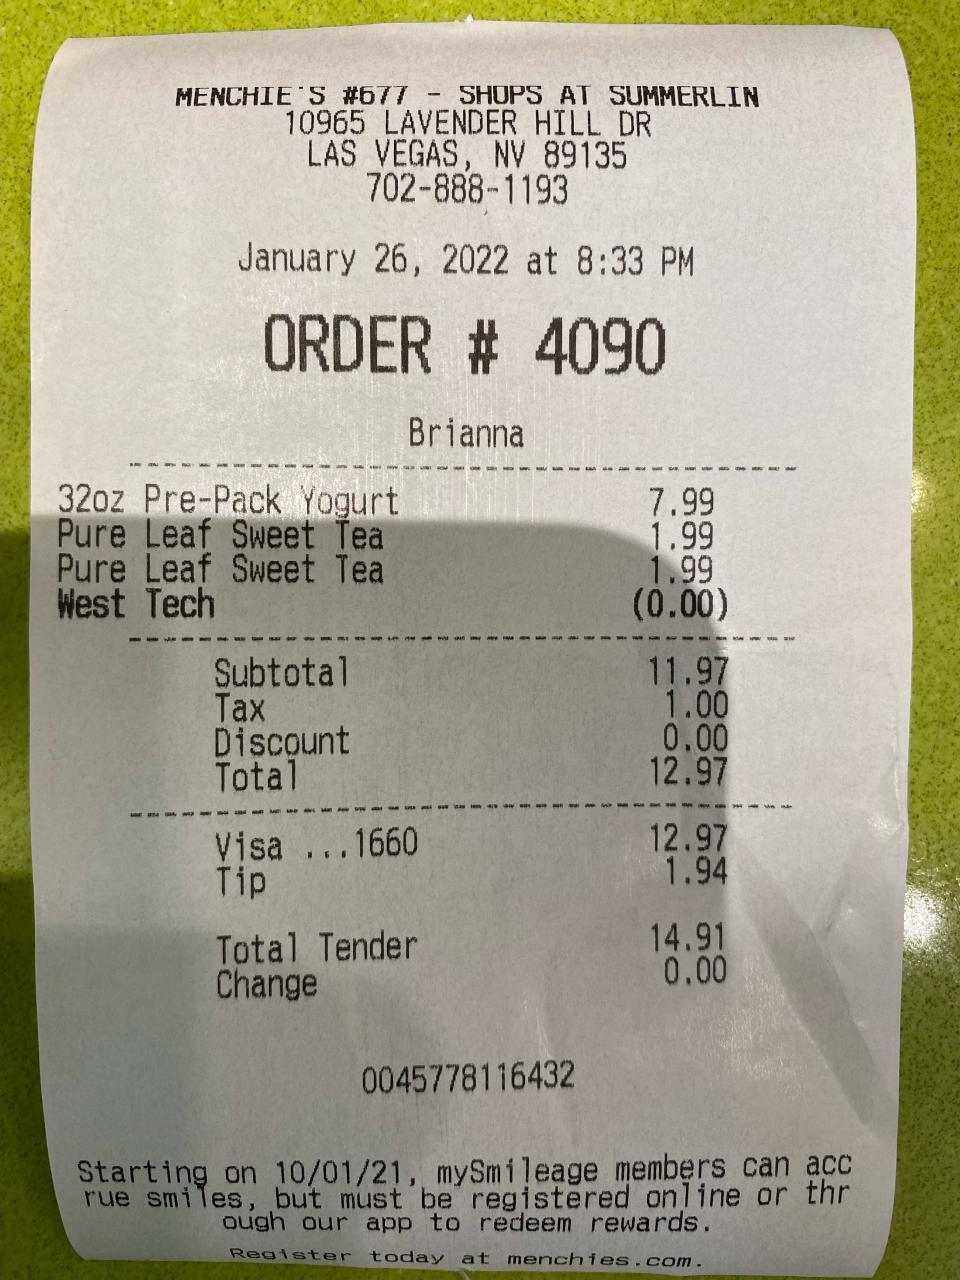 MENCHIE'S #677 - SHOPS AT SUMMERLIN
10965 LAVENDER HILL DR
LAS VEGAS, NV 89135
702-888-1193
January 26, 2022 at 8:33 PM
ORDER # 4090
Brianna
32oz Pre-Pack Yogurt 7.99
Pure Leaf Sweet Tea 1.99
Pure Leaf Sweet Tea 1.99
West Tech (0.00)
Subtotal 11.97
Tax 1.00
Discount 0.00
Total 12.97
Visa ...1660 12.97
Tip 1.94
Total Tender 14.91
Change 0.00
0045778116432
Starting on 10/01/21, mySmileage members can acc
rue smiles, but must be registered online or thr
ough our app to redeem rewards.
Register today at menchies.com.